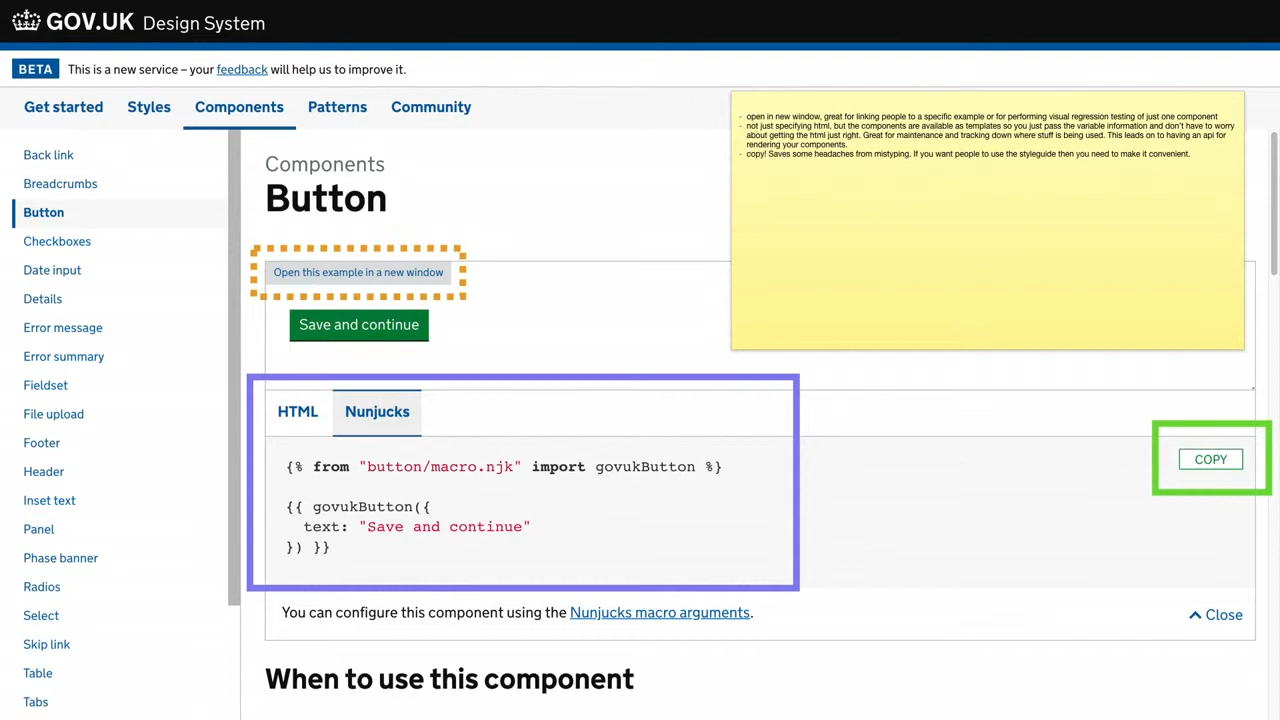 GOV.UK Design System
BETA This is a new service – your feedback will help us to improve it.
Get started Styles Components Patterns Community
- open in new window, great for linking people to a specific example or for performing visual regression testing of just one component
- not just specifying html, but the components are available as templates so you just pass the variable information and don't have to worry
about getting the html just right. Great for maintenance and tracking down where stuff is being used. This leads on to having an api for
rendering your components.
- copy! Saves some headaches from mistyping. If you want people to use the styleguide then you need to make it convenient.
Back link
Breadcrumbs
Button
Checkboxes
Date input
Details
Error message
Error summary
Fieldset
File upload
Footer
Header
Inset text
Panel
Phase banner
Radios
Select
Skip link
Table
Tabs
Components
Button
Open this example in a new window
Save and continue
HTML Nunjucks
COPY
{% from "button/macro.njk" import govukButton %}
{{ govukButton({
text: "Save and continue"
}) }}
You can configure this component using the Nunjucks macro arguments.
Close
When to use this component